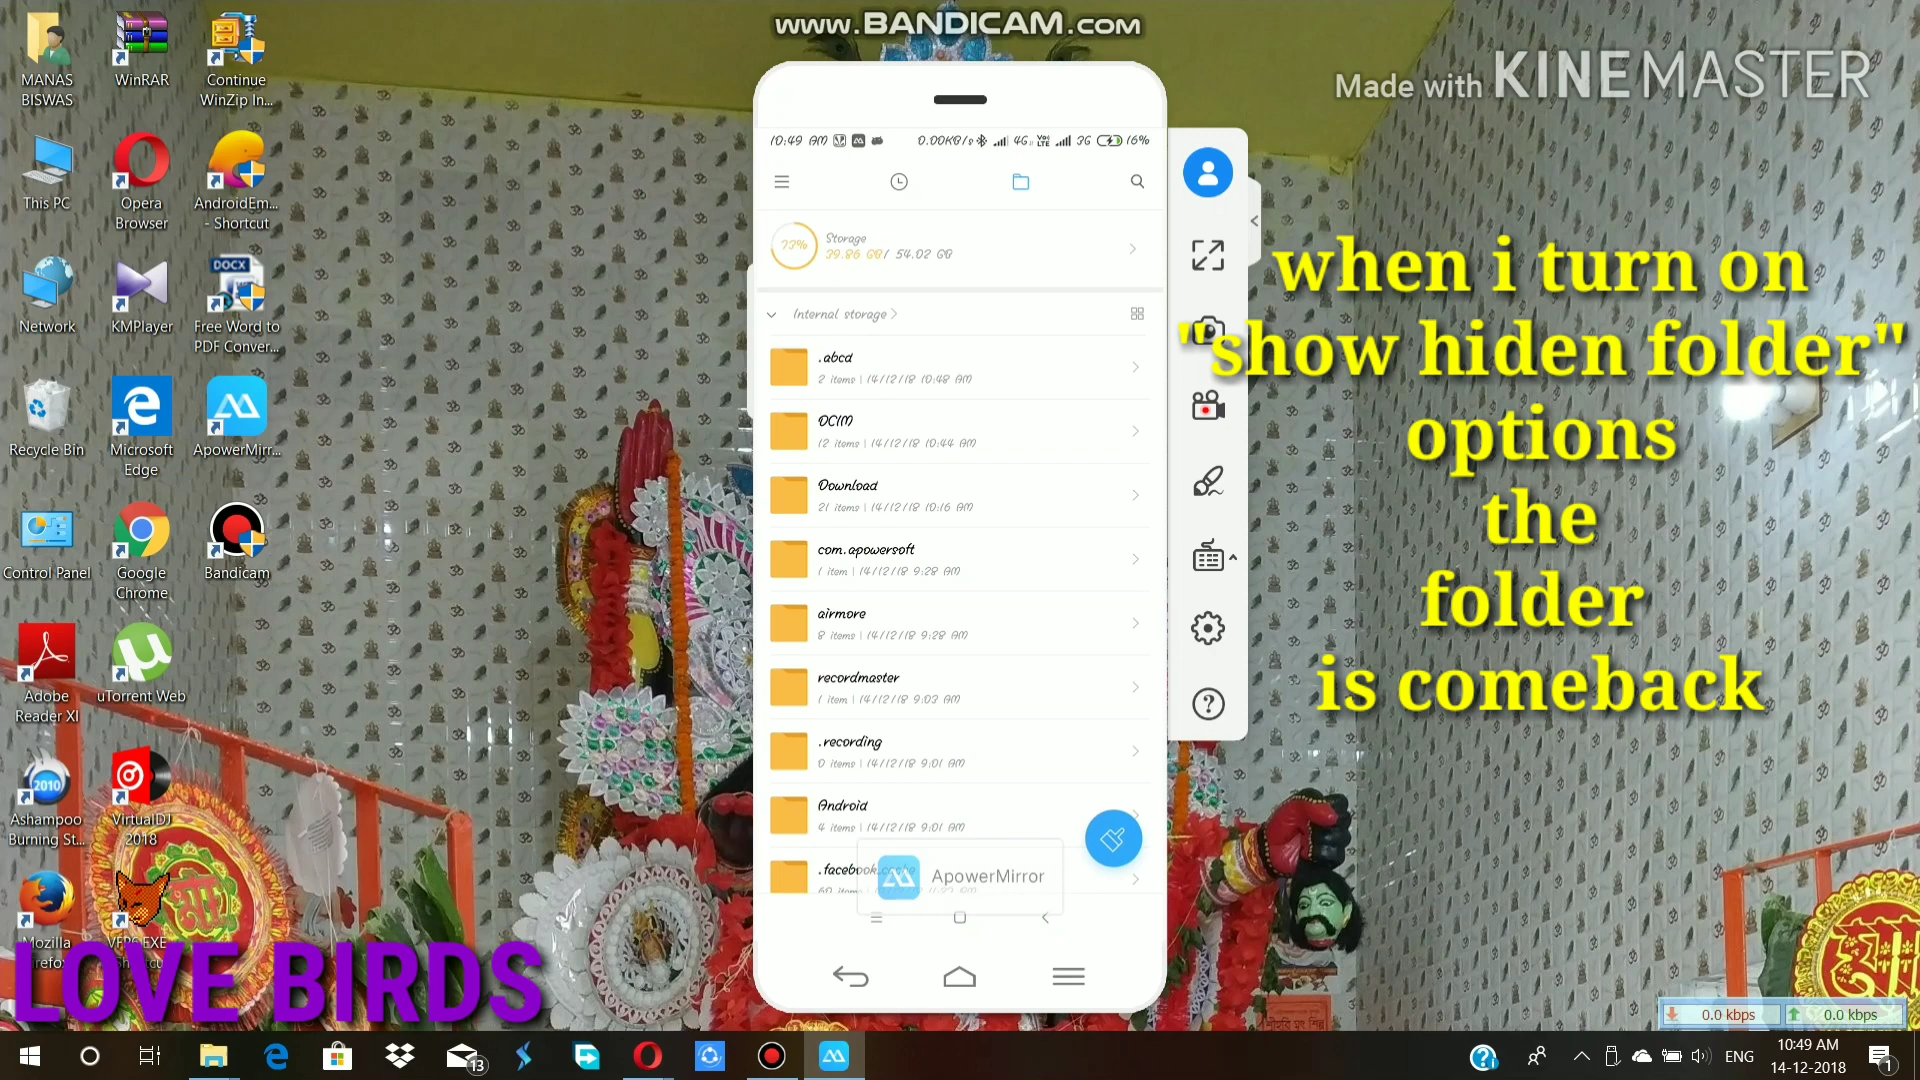 www.BANDICAM.com
Made with KINEMASTER
MANAS BISWAS
WinRAR
Continue WinZip In...
This PC
Opera Browser
AndroidEm... - Shortcut
Network
KMPlayer
DOCX
Free Word to PDF Conver...
Recycle Bin
Microsoft Edge
ApowerMirr...
Control Panel
Google Chrome
Bandicam
Adobe Reader XI
uTorrent Web
2010
Ashampoo Burning St...
VirtualDJ 2018
Mozilla
LOVE BIRDS
10:49 AM
0.00KB/s 4G VoLTE 3G 16%
Storage
39.86 GB/ 54.02 GB
Internal storage >
.abcd
2 items | 14/12/18 10:48 AM
DCIM
12 items | 14/12/18 10:44 AM
Download
21 items | 14/12/18 10:16 AM
com.apowersoft
1 item | 14/12/18 9:28 AM
airmore
8 items | 14/12/18 9:28 AM
recordmaster
1 item | 14/12/18 9:03 AM
.recording
0 items | 14/12/18 9:01 AM
Android
4 items | 14/12/18 9:01 AM
ApowerMirror
when i turn on
"show hiden folder"
options
the
folder
is comeback
0.0 kbps
0.0 kbps
13
ENG
10:49 AM
14-12-2018
1